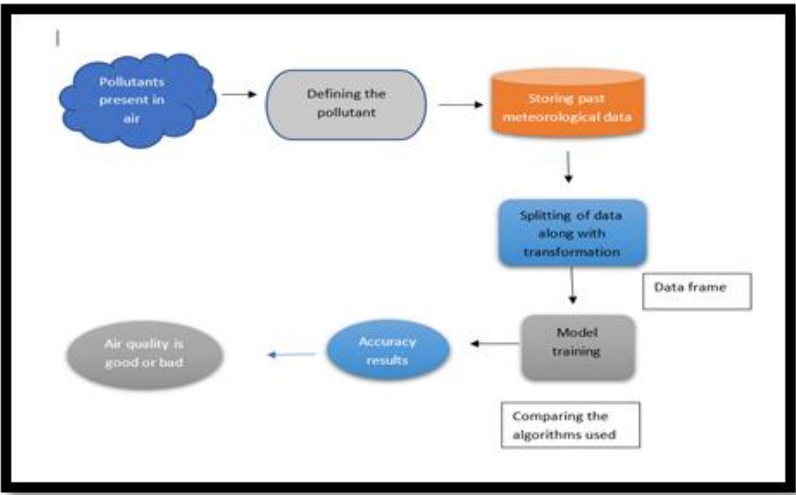 Pollutants
present in
air
Defining the
pollutant
Storing past
meteorological data
Splitting of data
along with
transformation
Data frame
Model
training
Accuracy
results
Air quality is
good or bad
Comparing the
algorithms used